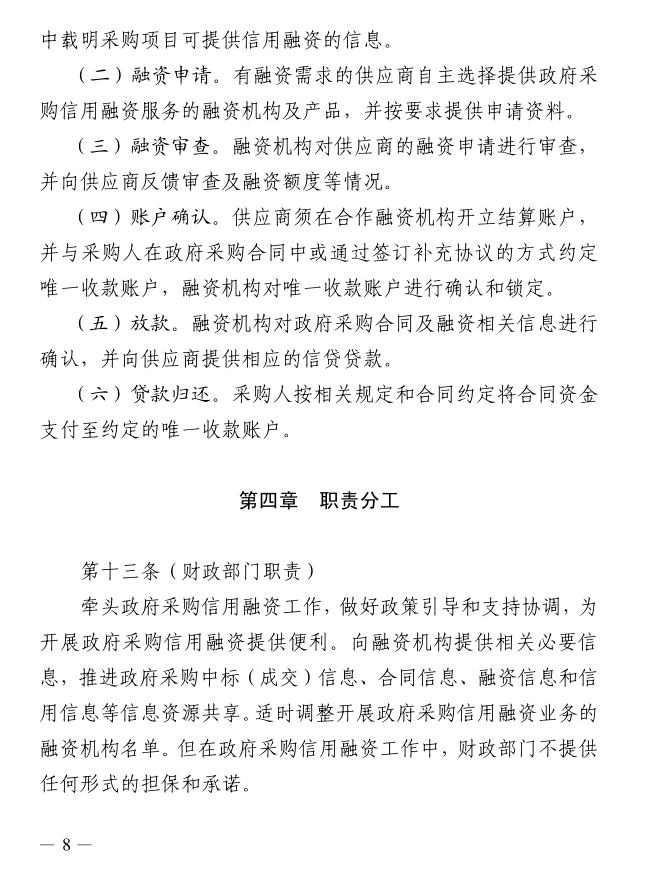 中载明采购项目可提供信用融资的信息。
（二）融资申请。有融资需求的供应商自主选择提供政府采
购信用融资服务的融资机构及产品，并按要求提供申请资料。
（三）融资审查。融资机构对供应商的融资申请进行审查，
并向供应商反馈审查及融资额度等情况。
（四）账户确认。供应商须在合作融资机构开立结算账户，
并与采购人在政府采购合同中或通过签订补充协议的方式约定
唯一收款账户，融资机构对唯一收款账户进行确认和锁定。
（五）放款。融资机构对政府采购合同及融资相关信息进行
确认，并向供应商提供相应的信贷贷款。
（六）贷款归还。采购人按相关规定和合同约定将合同资金
支付至约定的唯一收款账户。
第四章　职责分工
第十三条（财政部门职责）
牵头政府采购信用融资工作，做好政策引导和支持协调，为
开展政府采购信用融资提供便利。向融资机构提供相关必要信
息，推进政府采购中标（成交）信息、合同信息、融资信息和信
用信息等信息资源共享。适时调整开展政府采购信用融资业务的
融资机构名单。但在政府采购信用融资工作中，财政部门不提供
任何形式的担保和承诺。
— 8 —